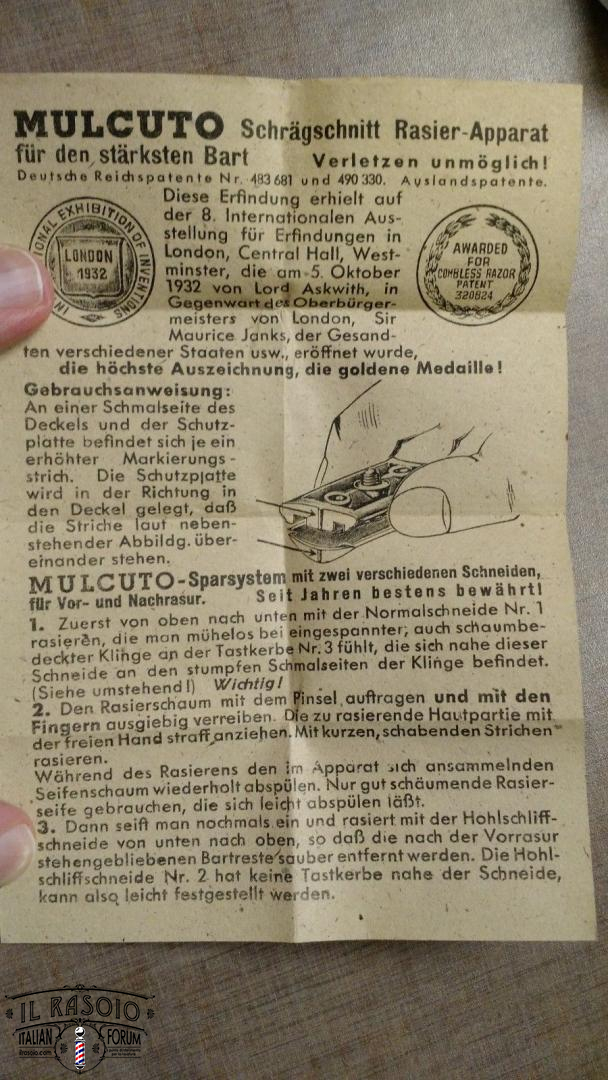 MULCUTO Schrägschnitt Rasier-Apparat
für den stärksten Bart Verletzen unmöglich!
Deutsche Reichspatente Nr. 483681 und 490330. Auslandspatente.
IONAL EXHIBITION OF INVENTIONS
IN
LONDON
1932
Diese Erfindung erhielt auf
der 8. Internationalen Aus-
stellung für Erfindungen in
London, Central Hall, West-
minster, die am 5. Oktober
1932 von Lord Askwith, in
Gegenwart des Oberbürger-
meisters von London, Sir
Maurice Janks, der Gesand-
AWARDED
FOR
COMBLESS RAZOR
PATENT
320824
ten verschiedener Staaten usw., eröffnet wurde,
die höchste Auszeichnung, die goldene Medaille!
Gebrauchsanweisung:
An einer Schmalseite des
Deckels und der Schutz-
platte befindet sich je ein
erhöhter Markierungs-
strich. Die Schutzplatte
wird in der Richtung in
den Deckel gelegt, daß
die Striche laut neben-
stehender Abbildg. über-
einander stehen.
MULCUTO-Sparsystem mit zwei verschiedenen Schneiden,
für Vor- und Nachrasur. Seit Jahren bestens bewährt!
1. Zuerst von oben nach unten mit der Normalschneide Nr. 1
rasieren, die man mühelos bei eingespannter, auch schaumbe-
deckter Klinge an der Tastkerbe Nr. 3 fühlt, die sich nahe dieser
Schneide an den stumpfen Schmalseiten der Klinge befindet.
(Siehe umstehend!) Wichtig!
2. Den Rasierschaum mit dem Pinsel auftragen und mit den
Fingern ausgiebig verreiben. Die zu rasierende Hautpartie mit
der freien Hand straff anziehen. Mit kurzen, schabenden Strichen
rasieren.
Während des Rasierens den im Apparat sich ansammelnden
Seifenschaum wiederholt abspülen. Nur gut schäumende Rasier-
seife gebrauchen, die sich leicht abspülen läßt.
3. Dann seift man nochmals ein und rasiert mit der Hohlschliff-
schneide von unten nach oben, so daß die nach der Vorrasur
stehengebliebenen Bartreste sauber entfernt werden. Die Hohl-
schliffschneide Nr. 2 hat keine Tastkerbe nahe der Schneide,
kann also leicht festgestellt werden.
IL RASOIO
ITALIAN FORUM
ilrasoio.com